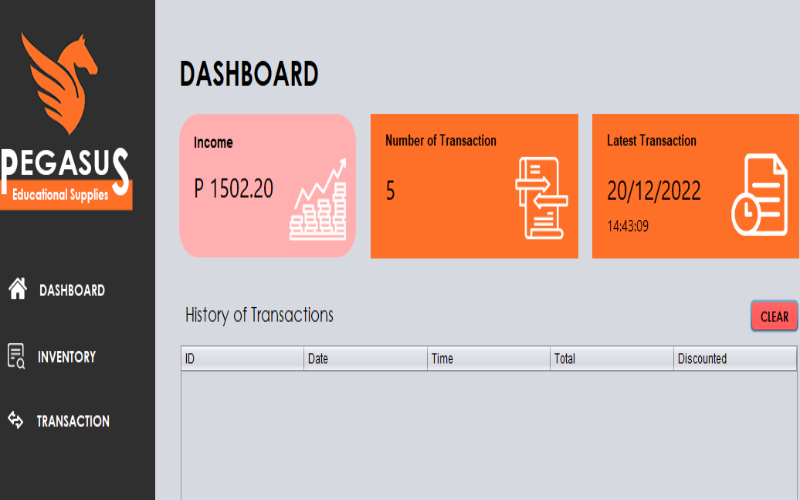 PEGASUS
Educational Supplies
DASHBOARD
INVENTORY
TRANSACTION
DASHBOARD
Income
P 1502.20
Number of Transaction
5
Latest Transaction
20/12/2022
14:43:09
History of Transactions
CLEAR
ID Date Time Total Discounted